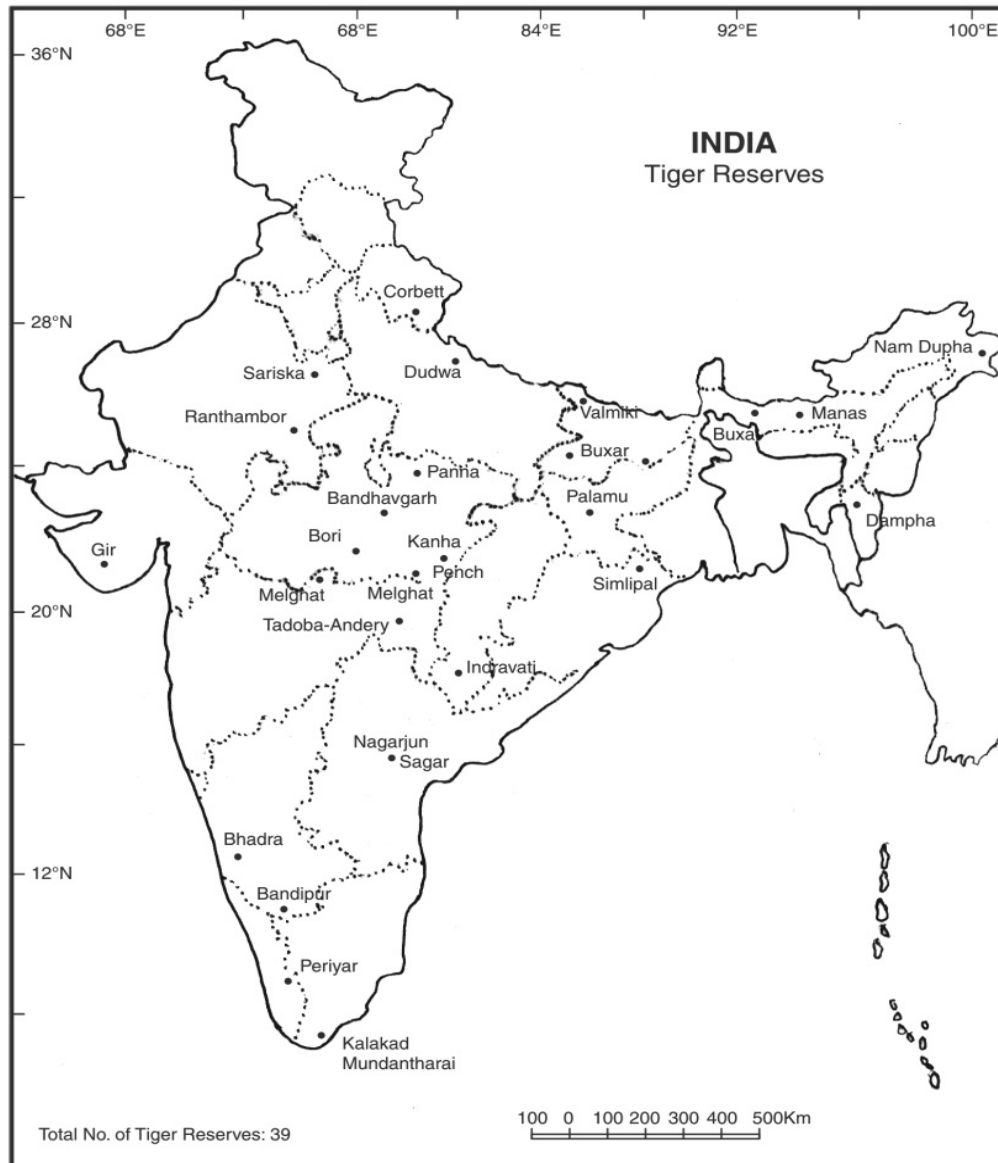 68°E 68°E 84°E 92°E 100°E
36°N
INDIA
Tiger Reserves
Corbett
28°N
Nam Dupha
Sariska
Dudwa
Ranthambor
Valmiki
Manas
Buxa
Buxar
Panna
Bandhavgarh
Palamu
Dampha
Bori
Kanha
Gir
Pench
Simlipal
Melghat
Melghat
20°N
Tadoba-Andery
Indravati
Nagarjun
Sagar
Bhadra
12°N
Bandipur
Periyar
Kalakad
Mundantharai
100 0 100 200 300 400 500Km
Total No. of Tiger Reserves: 39